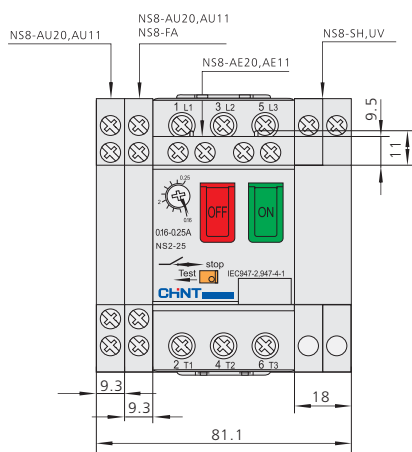 NS8-AU20,AU11
NS8-AU20,AU11
NS8-FA
NS8-SH,UV
NS8-AE20,AE11
1 L1
3 L2
5 L3
9.5
11
0.25
2
0.16
0.16-0.25A
NS2-25
OFF
ON
stop
Test
IEC947-2,947-4-1
CHNT
2 T1
4 T2
6 T3
9.3
9.3
18
81.1